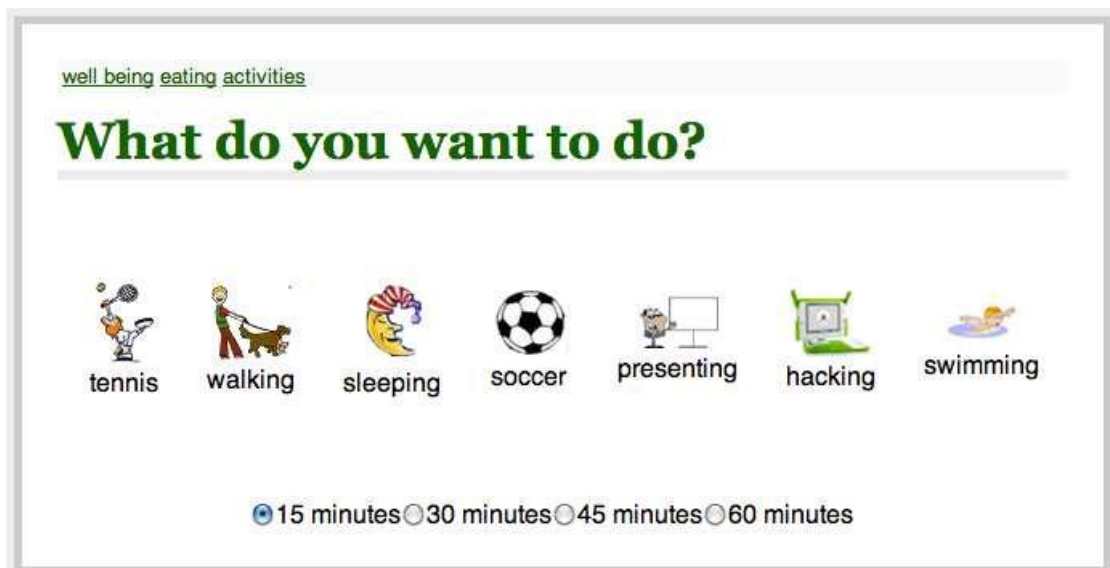 well being eating activities
What do you want to do?
tennis walking sleeping soccer presenting hacking swimming
15 minutes 30 minutes 45 minutes 60 minutes